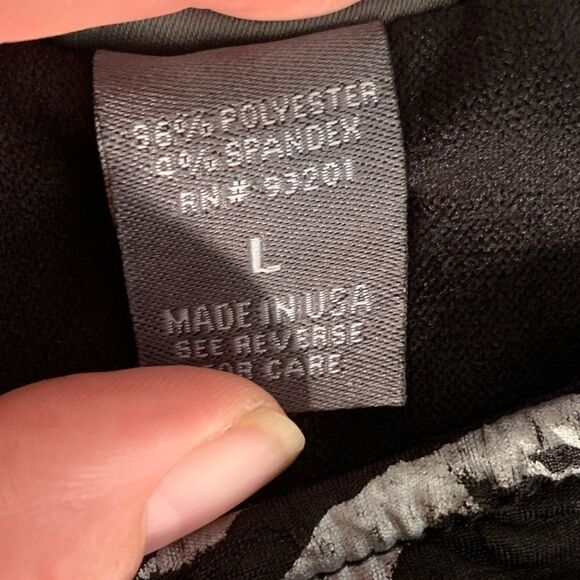 96% POLYESTER
4% SPANDEX
RN# 93201
L
MADE IN USA
SEE REVERSE
FOR CARE